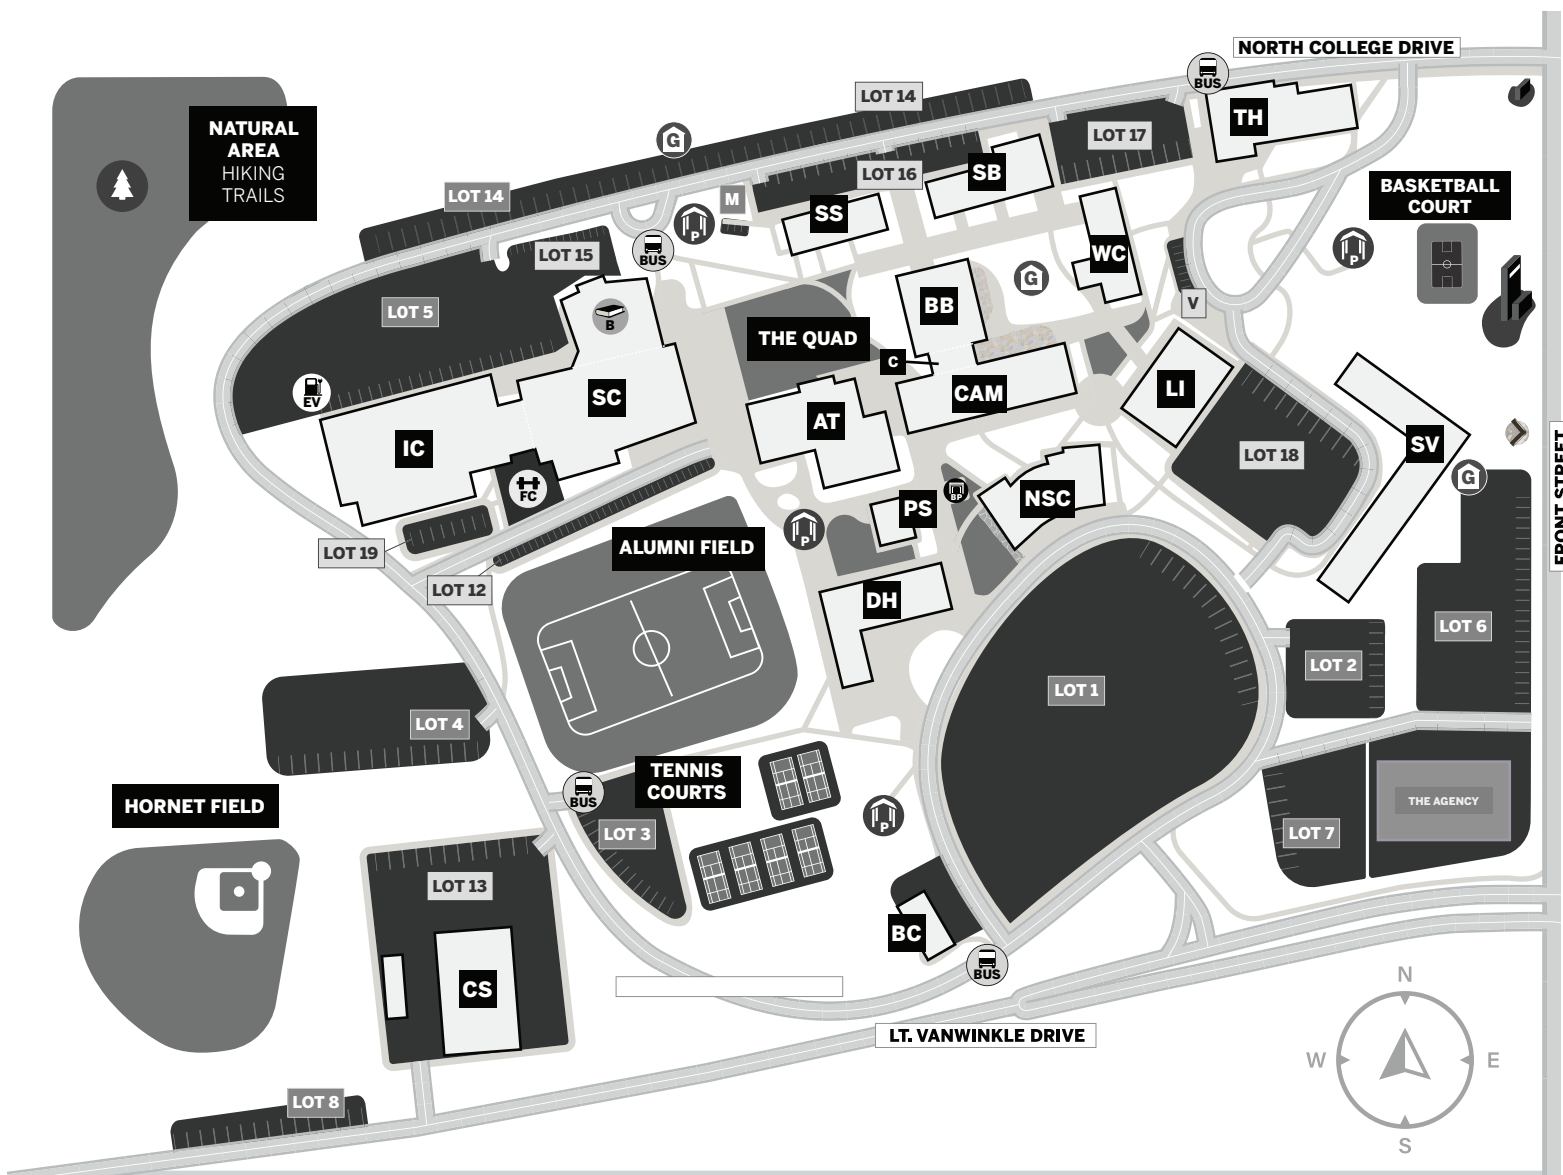 NORTH COLLEGE DRIVE
BUS
TH
LOT 14
LOT 17
G
NATURAL
AREA
HIKING
TRAILS
LOT 14
LOT 16
SB
M
SS
BASKETBALL
COURT
P
BUS
LOT 15
WC
P
G
V
LOT 5
B
BB
THE QUAD
C
EV
SC
CAM
LI
AT
IC
SV
LOT 18
FRONT STREET
G
FC
BP
NSC
PS
P
ALUMNI FIELD
LOT 19
LOT 12
DH
LOT 6
LOT 2
LOT 1
LOT 4
TENNIS
COURTS
BUS
HORNET FIELD
THE AGENCY
P
LOT 3
LOT 7
LOT 13
BC
BUS
CS
LT. VANWINKLE DRIVE
N
W
E
S
LOT 8